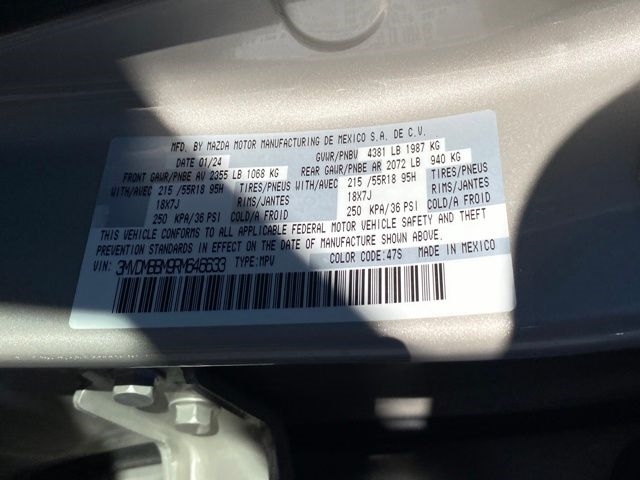 MFD. BY MAZDA MOTOR MANUFACTURING DE MEXICO S.A. DE C.V.
DATE 01/24 GVWR/PNBV 4381 LB 1987 KG
FRONT GAWR/PNBE AV 2355 LB 1068 KG REAR GAWR/PNBE AR 2072 LB 940 KG
WITH/AVEC 215 /55R18 95H TIRES/PNEUS WITH/AVEC 215 /55R18 95H TIRES/PNEUS
18X7J RIMS/JANTES 18X7J RIMS/JANTES
250 KPA/36 PSI COLD/A FROID 250 KPA/36 PSI COLD/A FROID
THIS VEHICLE CONFORMS TO ALL APPLICABLE FEDERAL MOTOR VEHICLE SAFETY AND THEFT
PREVENTION STANDARDS IN EFFECT ON THE DATE OF MANUFACTURE SHOWN ABOVE.
VIN: 3MVDMBBM9RM646633 TYPE:MPV COLOR CODE:47S MADE IN MEXICO